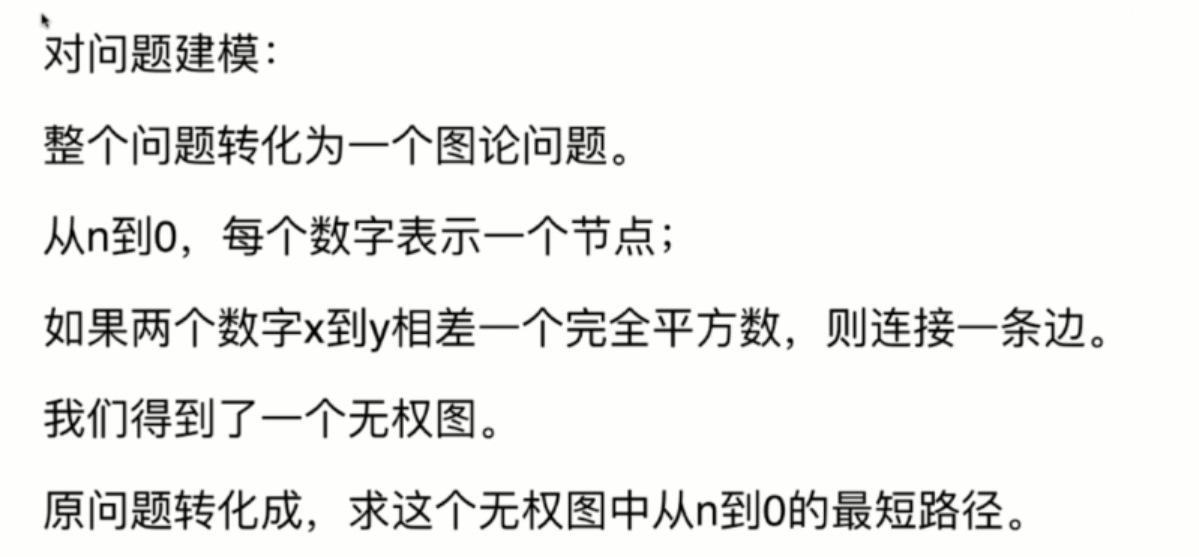 对问题建模：
整个问题转化为一个图论问题。
从n到0，每个数字表示一个节点；
如果两个数字x到y相差一个完全平方数，则连接一条边。
我们得到了一个无权图。
原问题转化成，求这个无权图中从n到0的最短路径。